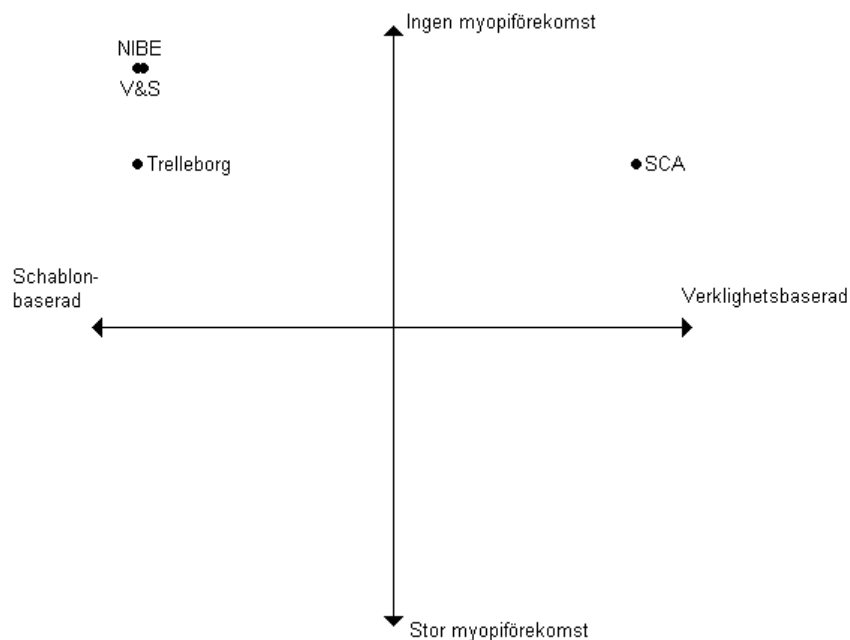 Ingen myopiförekomst
NIBE
V&S
Trelleborg
SCA
Schablon-
baserad
Verklighetsbaserad
Stor myopiförekomst